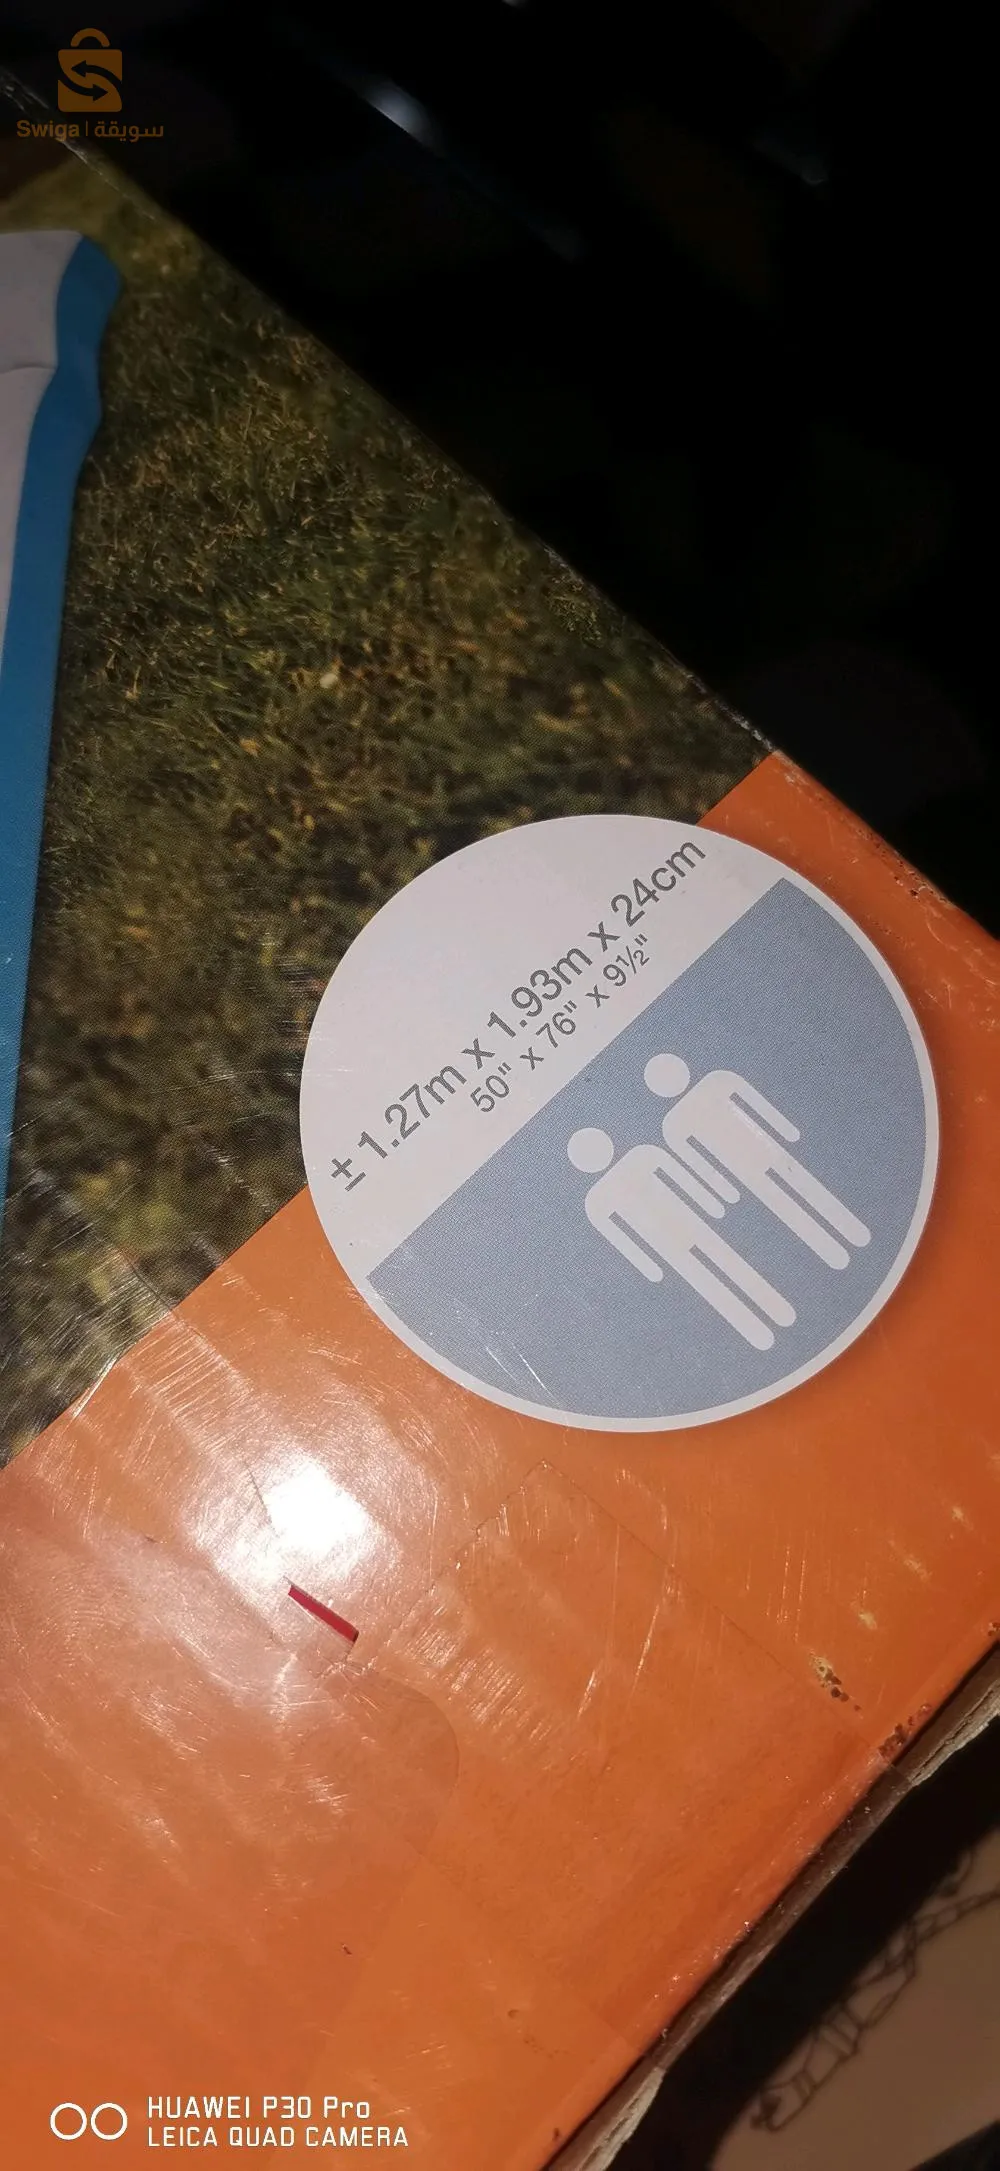 Swiga | سويقة
± 1.27m x 1.93m x 24cm
50" x 76" x 9½"
HUAWEI P30 Pro
LEICA QUAD CAMERA